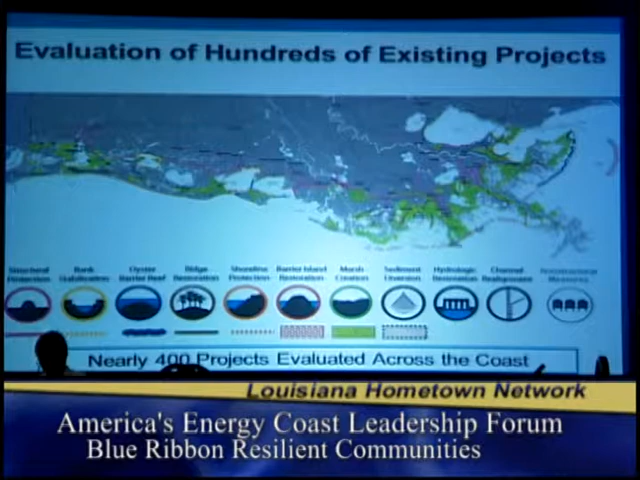 Evaluation of Hundreds of Existing Projects
Structural Protection
Bank Stabilization
Oyster Barrier Reef
Ridge Restoration
Shoreline Protection
Barrier Island Restoration
Marsh Creation
Sediment Diversion
Hydrologic Restoration
Channel Realignment
Nonstructural Measures
Nearly 400 Projects Evaluated Across the Coast
Louisiana Hometown Network
America's Energy Coast Leadership Forum
Blue Ribbon Resilient Communities